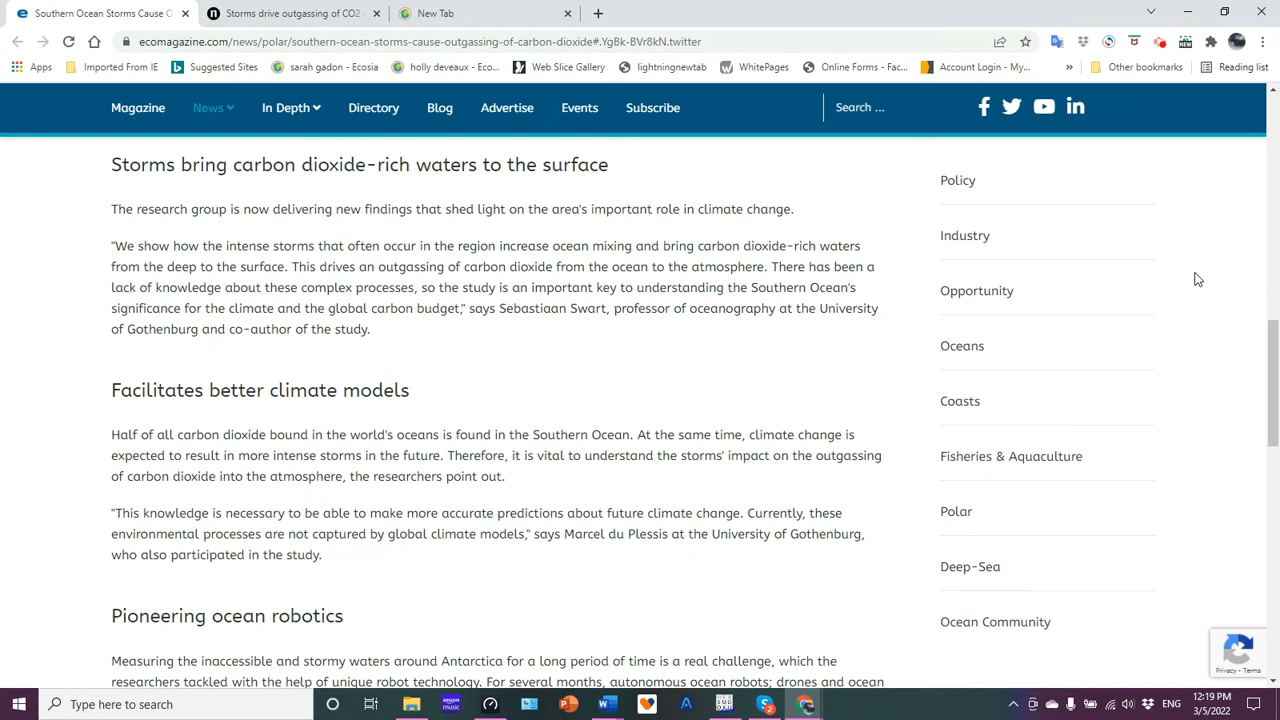 Southern Ocean Storms Cause O
Storms drive outgassing of CO2
New Tab
ecomagazine.com/news/polar/southern-ocean-storms-cause-outgassing-of-carbon-dioxide#.YgBk-BVr8kN.twitter
Apps
Imported From IE
Suggested Sites
sarah gadon - Ecosia
holly deveaux - Eco...
Web Slice Gallery
lightningnewtab
WhitePages
Online Forms - Fac...
Account Login - My...
»
Other bookmarks
Reading list
Magazine
News
In Depth
Directory
Blog
Advertise
Events
Subscribe
Search ...
Storms bring carbon dioxide-rich waters to the surface
The research group is now delivering new findings that shed light on the area's important role in climate change.
"We show how the intense storms that often occur in the region increase ocean mixing and bring carbon dioxide-rich waters
from the deep to the surface. This drives an outgassing of carbon dioxide from the ocean to the atmosphere. There has been a
lack of knowledge about these complex processes, so the study is an important key to understanding the Southern Ocean's
significance for the climate and the global carbon budget," says Sebastiaan Swart, professor of oceanography at the University
of Gothenburg and co-author of the study.
Facilitates better climate models
Half of all carbon dioxide bound in the world's oceans is found in the Southern Ocean. At the same time, climate change is
expected to result in more intense storms in the future. Therefore, it is vital to understand the storms' impact on the outgassing
of carbon dioxide into the atmosphere, the researchers point out.
"This knowledge is necessary to be able to make more accurate predictions about future climate change. Currently, these
environmental processes are not captured by global climate models," says Marcel du Plessis at the University of Gothenburg,
who also participated in the study.
Pioneering ocean robotics
Measuring the inaccessible and stormy waters around Antarctica for a long period of time is a real challenge, which the
researchers tackled with the help of unique robot technology. For several months, autonomous ocean robots; drones and ocean
Policy
Industry
Opportunity
Oceans
Coasts
Fisheries & Aquaculture
Polar
Deep-Sea
Ocean Community
Privacy - Terms
Type here to search
ENG
12:19 PM
3/5/2022